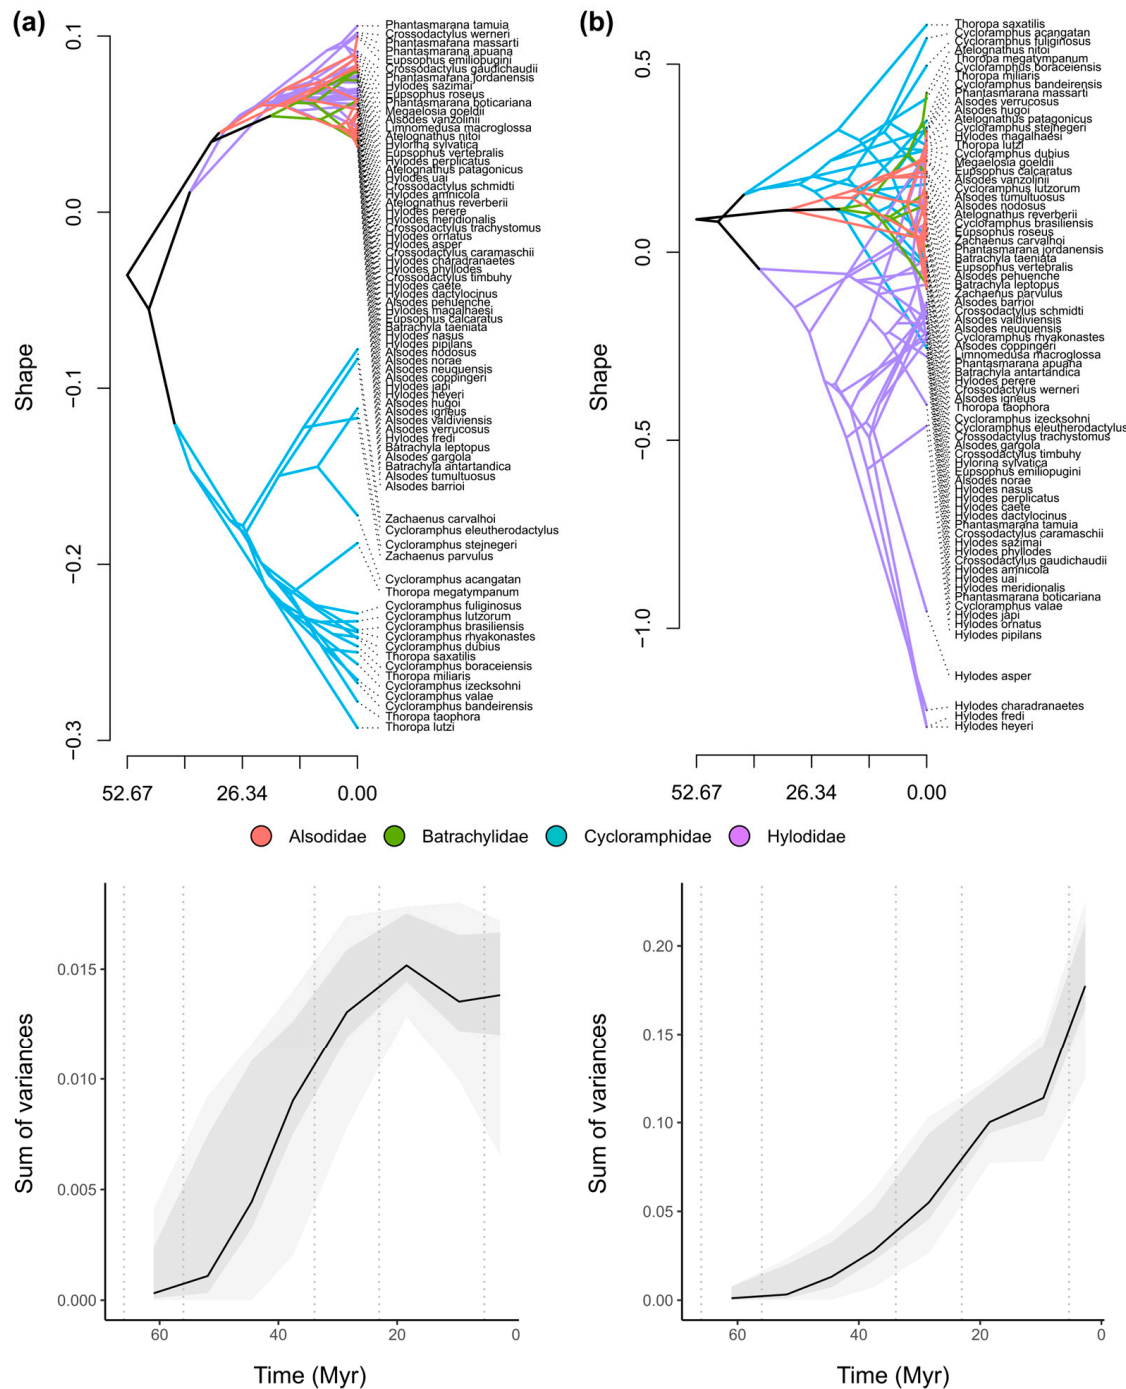 (a)
Shape
0.1
0.0
−0.1
−0.2
−0.3
52.67
26.34
0.00
Phantasmarana tamuia
Crossodactylus werneri
Phantasmarana massarti
Phantasmarana apuana
Eupsophus emiliopugini
Crossodactylus gaudichaudii
Phantasmarana jordanensis
Hylodes sazimai
Eupsophus roseus
Phantasmarana boticariana
Megaelosia goeldii
Alsodes vanzolinii
Limnomedusa macroglossa
Atelognathus nitoi
Hylorina sylvatica
Eupsophus vertebralis
Hylodes perplicatus
Atelognathus patagonicus
Hylodes uai
Crossodactylus schmidti
Hylodes amnicola
Atelognathus reverberii
Hylodes perere
Hylodes meridionalis
Crossodactylus trachystomus
Hylodes ornatus
Hylodes asper
Crossodactylus caramaschii
Hylodes charadranaetes
Hylodes phyllodes
Crossodactylus timbuhy
Hylodes caete
Hylodes dactylocinus
Alsodes pehuenche
Hylodes magalhaesi
Eupsophus calcaratus
Batrachyla taeniata
Hylodes nasus
Hylodes pipilans
Alsodes nodosus
Alsodes norae
Alsodes neuquensis
Alsodes coppingeri
Hylodes japi
Hylodes heyeri
Alsodes hugoi
Alsodes igneus
Alsodes valdiviensis
Alsodes verrucosus
Hylodes fredi
Batrachyla leptopus
Alsodes gargola
Batrachyla antartandica
Alsodes tumultuosus
Alsodes barrioi
Zachaenus carvalhoi
Cycloramphus eleutherodactylus
Cycloramphus stejnegeri
Zachaenus parvulus
Cycloramphus acangatan
Thoropa megatympanum
Cycloramphus fuliginosus
Cycloramphus lutzorum
Cycloramphus brasiliensis
Cycloramphus rhyakonastes
Cycloramphus dubius
Thoropa saxatilis
Cycloramphus boraceiensis
Thoropa miliaris
Cycloramphus izecksohni
Cycloramphus valae
Cycloramphus bandeirensis
Thoropa taophora
Thoropa lutzi
(b)
Shape
0.5
0.0
−0.5
−1.0
52.67
26.34
0.00
Thoropa saxatilis
Cycloramphus acangatan
Cycloramphus fuliginosus
Atelognathus nitoi
Thoropa megatympanum
Cycloramphus boraceiensis
Thoropa miliaris
Cycloramphus bandeirensis
Phantasmarana massarti
Alsodes verrucosus
Alsodes hugoi
Atelognathus patagonicus
Cycloramphus stejnegeri
Hylodes magalhaesi
Thoropa lutzi
Cycloramphus dubius
Megaelosia goeldii
Eupsophus calcaratus
Alsodes vanzolinii
Cycloramphus lutzorum
Alsodes tumultuosus
Alsodes nodosus
Atelognathus reverberii
Cycloramphus brasiliensis
Eupsophus roseus
Zachaenus carvalhoi
Phantasmarana jordanensis
Batrachyla taeniata
Eupsophus vertebralis
Alsodes pehuenche
Batrachyla leptopus
Zachaenus parvulus
Alsodes barrioi
Crossodactylus schmidti
Alsodes valdiviensis
Alsodes neuquensis
Cycloramphus rhyakonastes
Alsodes coppingeri
Limnomedusa macroglossa
Phantasmarana apuana
Batrachyla antartandica
Hylodes perere
Crossodactylus werneri
Alsodes igneus
Thoropa taophora
Cycloramphus izecksohni
Cycloramphus eleutherodactylus
Crossodactylus trachystomus
Alsodes gargola
Crossodactylus timbuhy
Hylorina sylvatica
Eupsophus emiliopugini
Alsodes norae
Hylodes nasus
Hylodes perplicatus
Hylodes caete
Hylodes dactylocinus
Phantasmarana tamuia
Crossodactylus caramaschii
Hylodes sazimai
Hylodes phyllodes
Crossodactylus gaudichaudii
Hylodes amnicola
Hylodes uai
Hylodes meridionalis
Phantasmarana boticariana
Cycloramphus valae
Hylodes japi
Hylodes ornatus
Hylodes pipilans
Hylodes asper
Hylodes charadranaetes
Hylodes fredi
Hylodes heyeri
Alsodidae
Batrachylidae
Cycloramphidae
Hylodidae
Sum of variances
0.015
0.010
0.005
0.000
60
40
20
0
Time (Myr)
Sum of variances
0.20
0.15
0.10
0.05
0.00
60
40
20
0
Time (Myr)